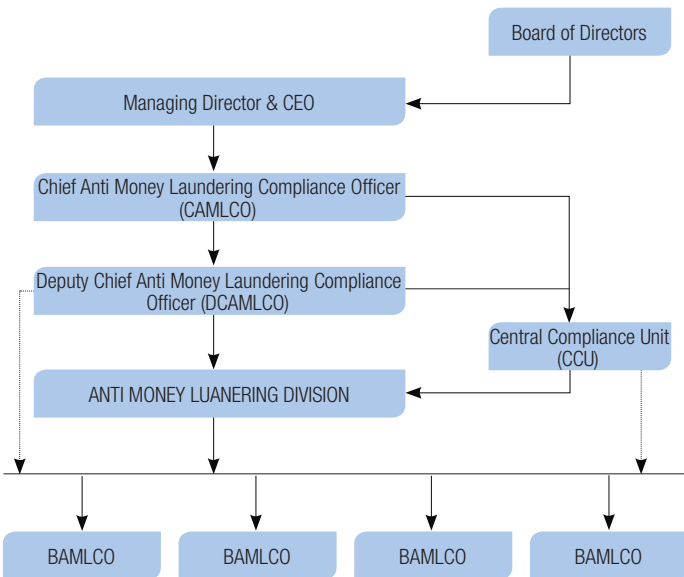 Board of Directors
Managing Director & CEO
Chief Anti Money Laundering Compliance Officer
(CAMLCO)
Deputy Chief Anti Money Laundering Compliance
Officer (DCAMLCO)
Central Compliance Unit
(CCU)
ANTI MONEY LUANERING DIVISION
BAMLCO
BAMLCO
BAMLCO
BAMLCO